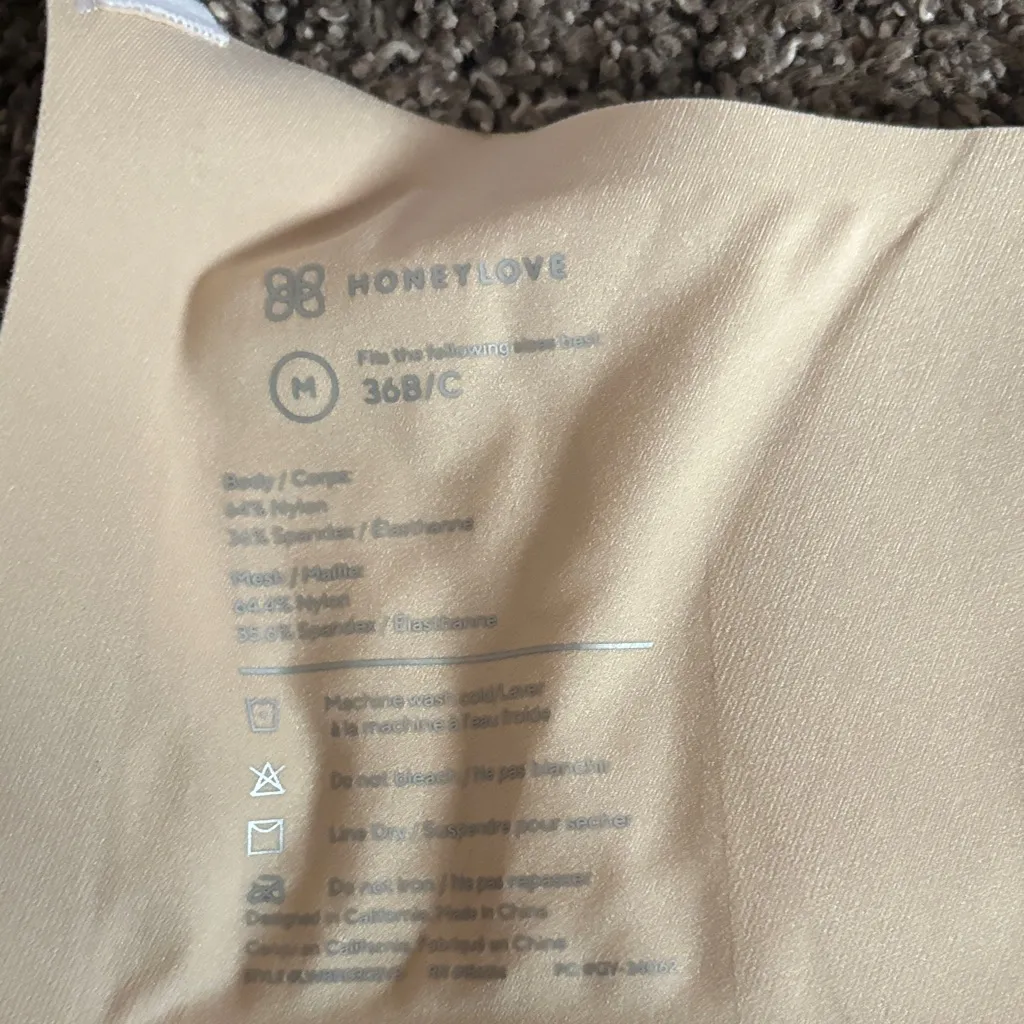 HONEYLOVE
M
Fits the following sizes best
36B/C
Body / Corps:
64% Nylon
36% Spandex / Élasthanne
Mesh / Maille:
64.4% Nylon
35.6% Spandex / Élasthanne
Machine wash cold/Laver
à la machine à l'eau froide
Do not bleach / Ne pas blanchir
Line Dry / Suspendre pour sécher
Do not Iron / Ne pas repasser
Designed in California, Made in China
Conçu en Californie, Fabriqué en Chine